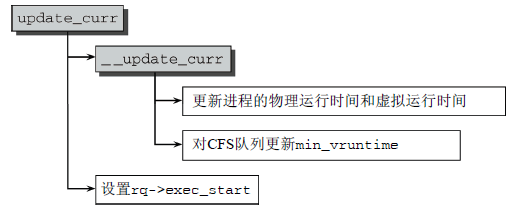 update_curr
__update_curr
更新进程的物理运行时间和虚拟运行时间
对CFS队列更新min_vruntime
设置rq->exec_start